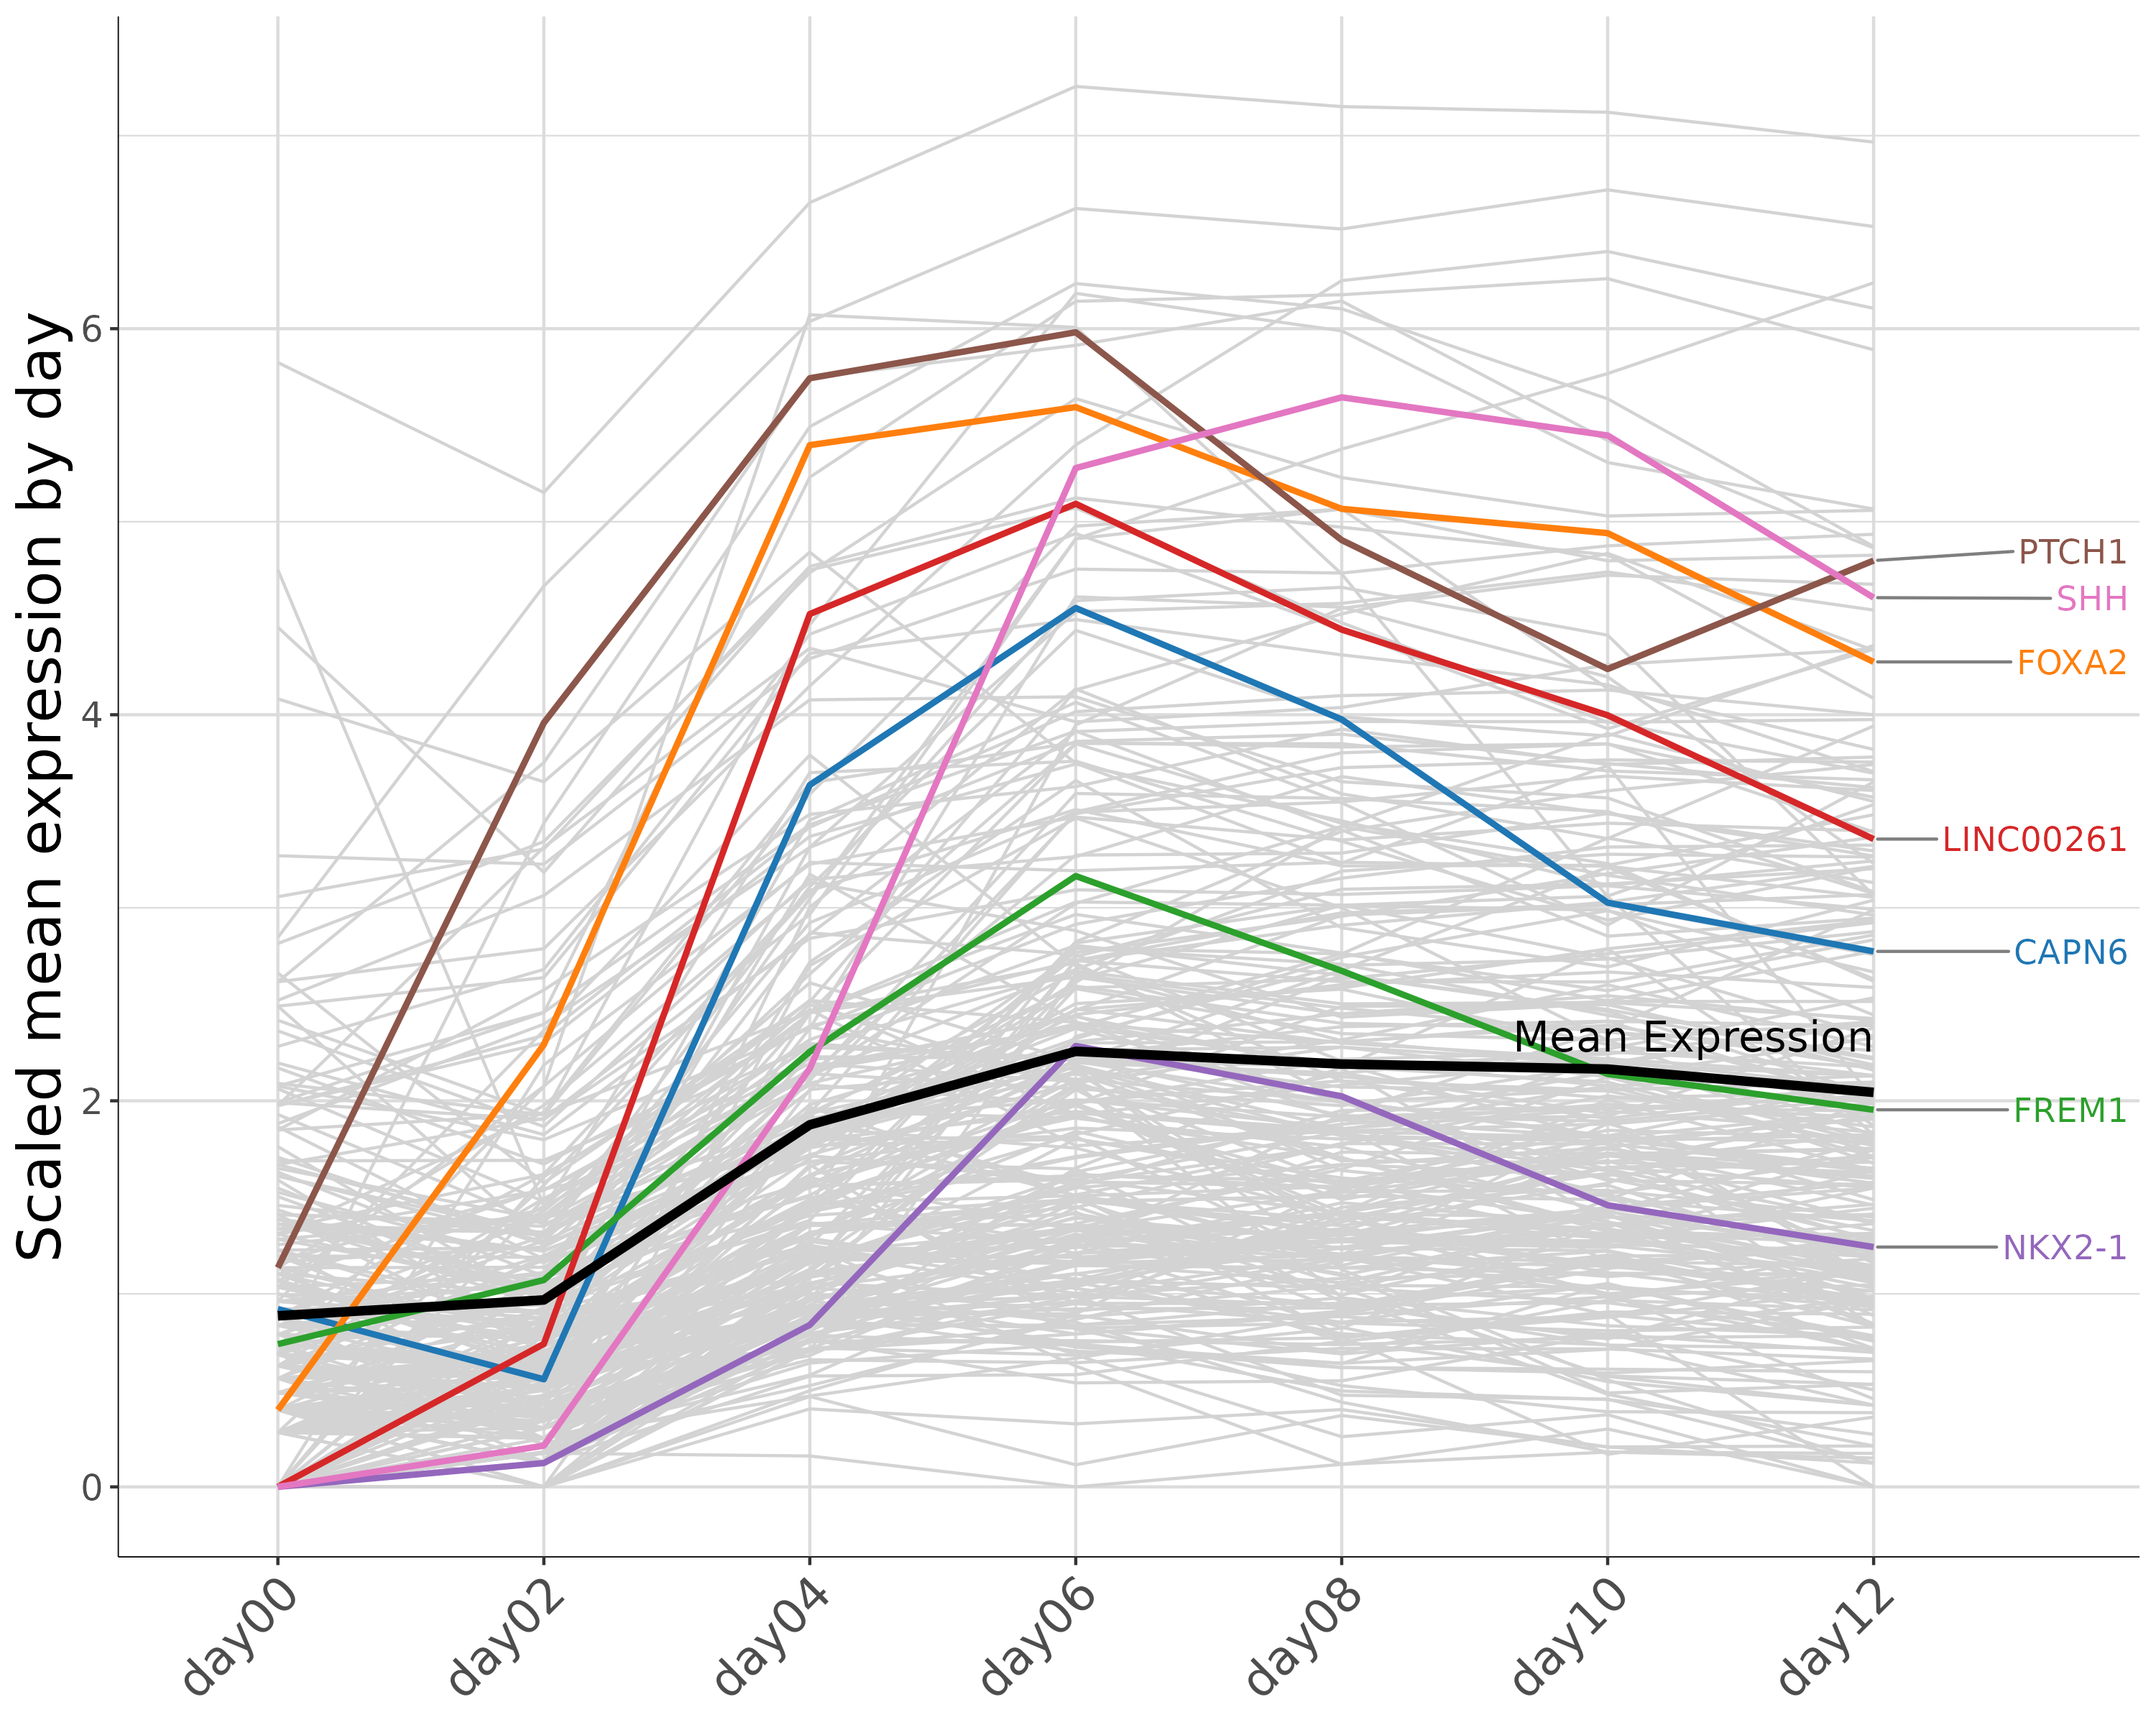 Scaled mean expression by day
6
4
2
0
PTCH1
SHH
FOXA2
LINC00261
CAPN6
Mean Expression
FREM1
NKX2-1
day00
day02
day04
day06
day08
day10
day12